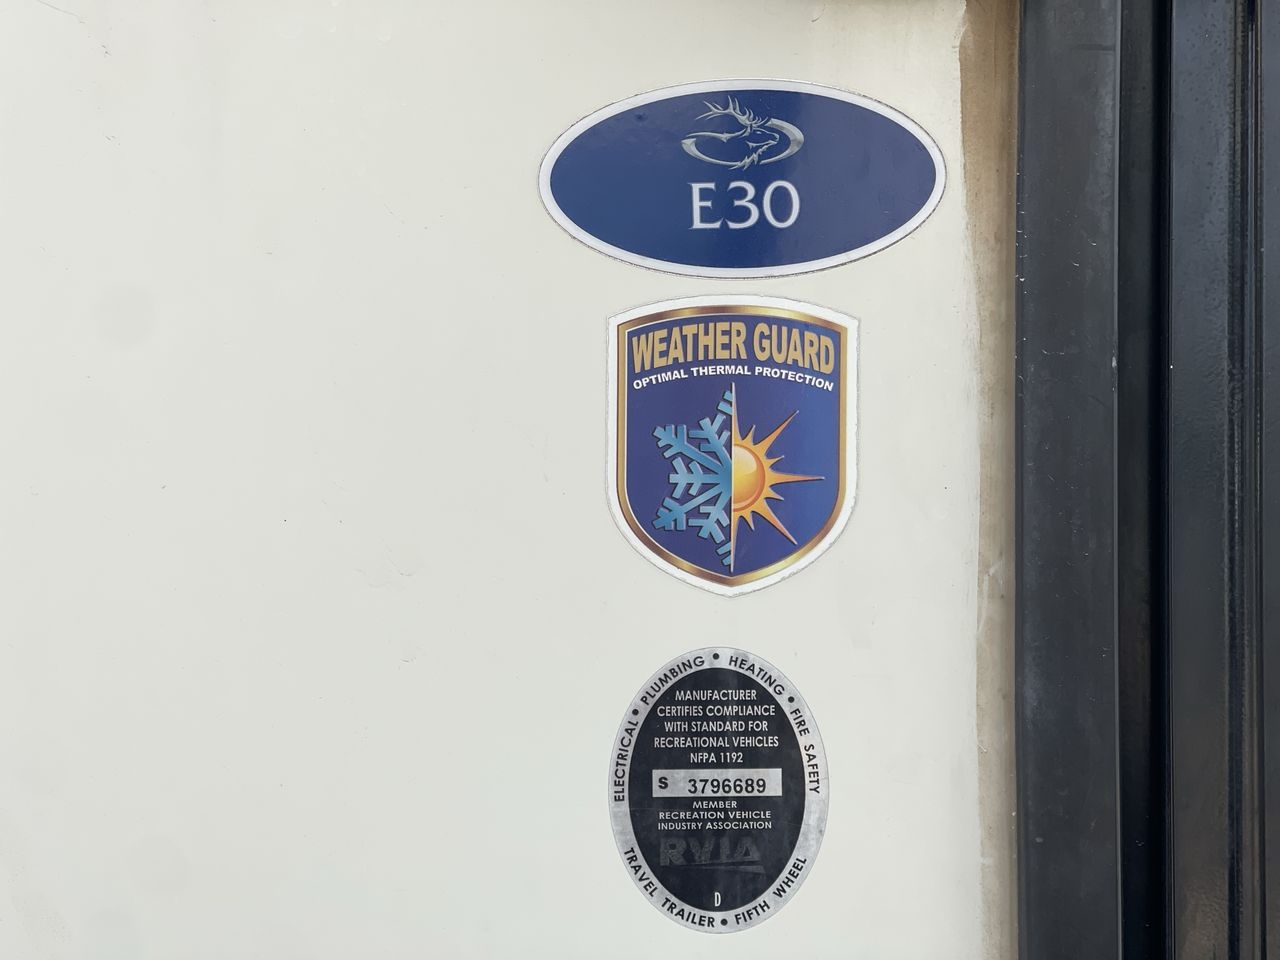 E30
WEATHER GUARD
OPTIMAL THERMAL PROTECTION
ELECTRICAL • PLUMBING • HEATING • FIRE SAFETY
MANUFACTURER
CERTIFIES COMPLIANCE
WITH STANDARD FOR
RECREATIONAL VEHICLES
NFPA 1192
S 3796689
MEMBER
RECREATION VEHICLE
INDUSTRY ASSOCIATION
RVIA
D
TRAVEL TRAILER • FIFTH WHEEL